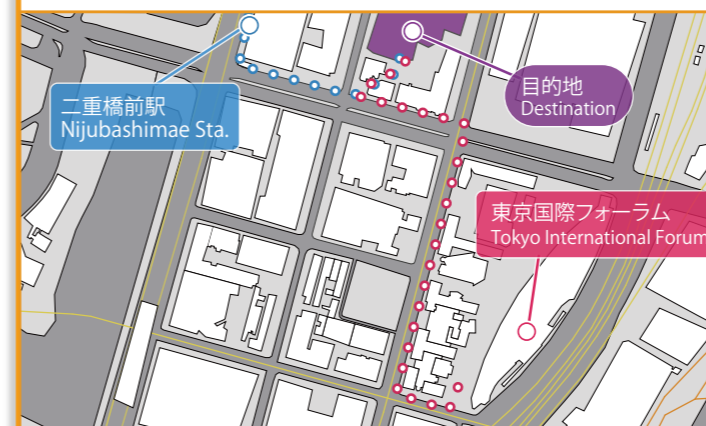 二重橋前駅
Nijubashimae Sta.
目的地
Destination
東京国際フォーラム
Tokyo International Forum